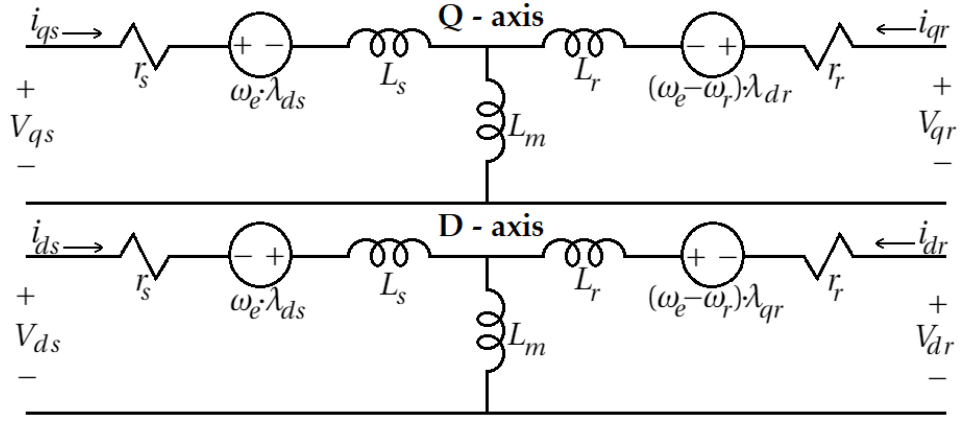 Q - axis
i_qs → ← i_qr
+ − − +
r_s L_s L_r r_r
ω_e·λ_ds (ω_e−ω_r)·λ_dr
+ +
V_qs L_m V_qr
− −
D - axis
i_ds → ← i_dr
− + + −
r_s L_s L_r r_r
ω_e·λ_ds (ω_e−ω_r)·λ_qr
+ +
V_ds L_m V_dr
− −